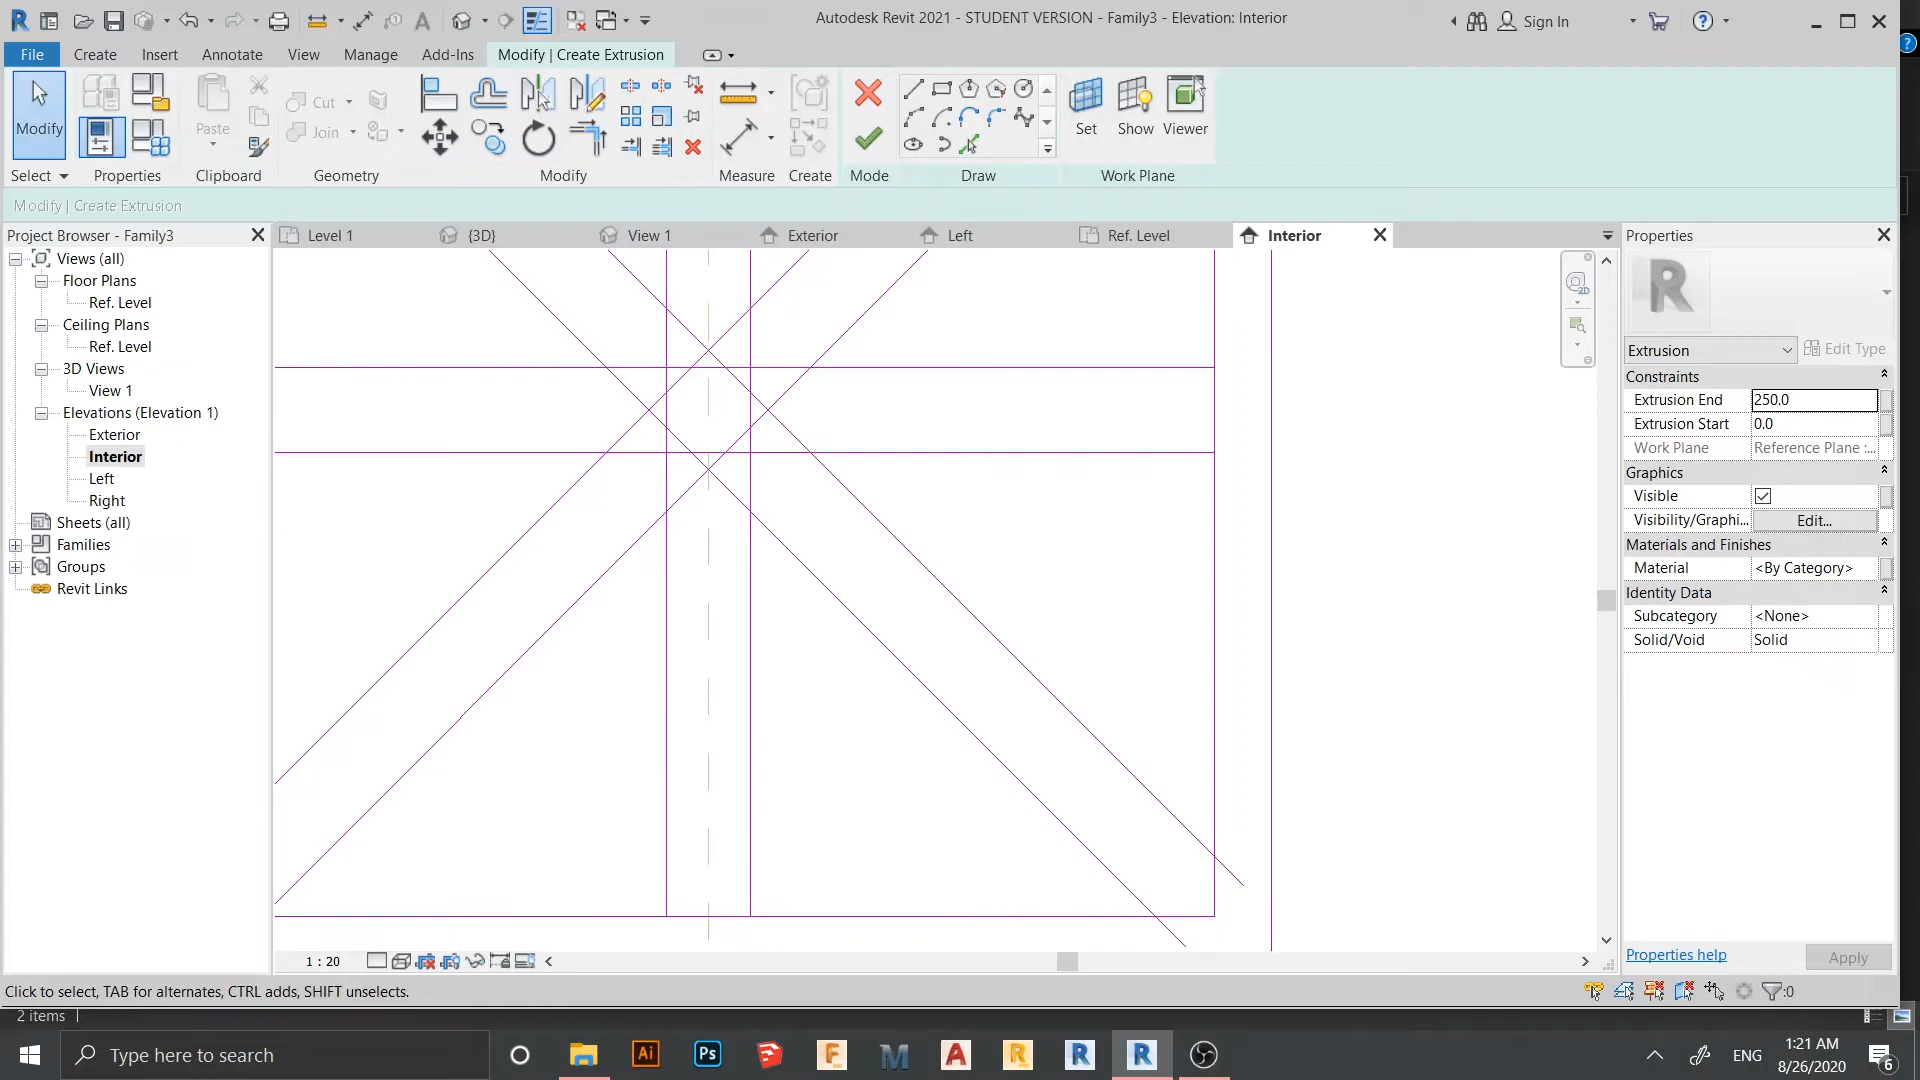 Autodesk Revit 2021 - STUDENT VERSION - Family3 - Elevation: Interior
Sign In
File Create Insert Annotate View Manage Add-Ins Modify | Create Extrusion
Modify Paste Cut Join Set Show Viewer
Select Properties Clipboard Geometry Modify Measure Create Mode Draw Work Plane
Modify | Create Extrusion
Project Browser - Family3
Level 1 {3D} View 1 Exterior Left Ref. Level Interior
Views (all)
Floor Plans
Ref. Level
Ceiling Plans
Ref. Level
3D Views
View 1
Elevations (Elevation 1)
Exterior
Interior
Left
Right
Sheets (all)
Families
Groups
Revit Links
2D
Properties
R
Extrusion Edit Type
Constraints
Extrusion End 250.0
Extrusion Start 0.0
Work Plane Reference Plane :...
Graphics
Visible
Visibility/Graphi... Edit...
Materials and Finishes
Material <By Category>
Identity Data
Subcategory <None>
Solid/Void Solid
Properties help Apply
1 : 20
Click to select, TAB for alternates, CTRL adds, SHIFT unselects.
:0
2 items
Type here to search
Ai Ps F M A R R R
ENG
1:21 AM
8/26/2020
6